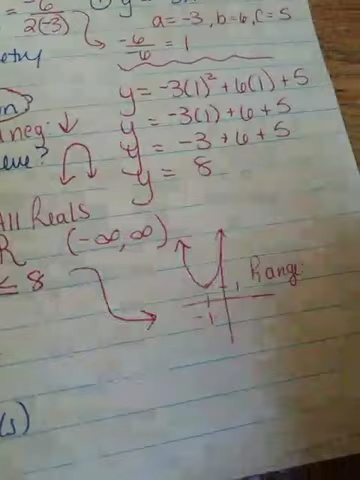 = -6/2(-3) ① y =
a = -3, b = 6, c = 5
-6/-6 = 1
etry
y = -3(1)² + 6(1) + 5
neg: ↓ y = -3(1) + 6 + 5
y = -3 + 6 + 5
y = 8
All Reals
R (-∞, ∞)
≤ 8
1 Range:
-1
(s)